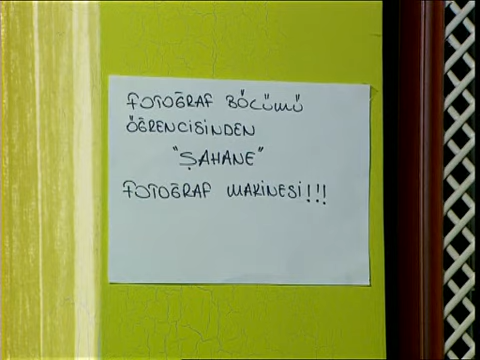 FOTOĞRAF BÖLÜMÜ
ÖĞRENCİSİNDEN
"ŞAHANE"
FOTOĞRAF MAKİNESİ!!!